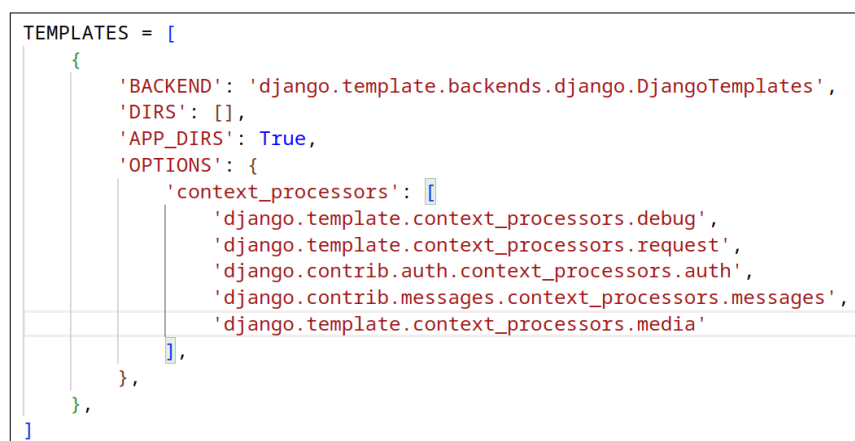 TEMPLATES = [
    {
        'BACKEND': 'django.template.backends.django.DjangoTemplates',
        'DIRS': [],
        'APP_DIRS': True,
        'OPTIONS': {
            'context_processors': [
                'django.template.context_processors.debug',
                'django.template.context_processors.request',
                'django.contrib.auth.context_processors.auth',
                'django.contrib.messages.context_processors.messages',
                'django.template.context_processors.media'
            ],
        },
    },
]